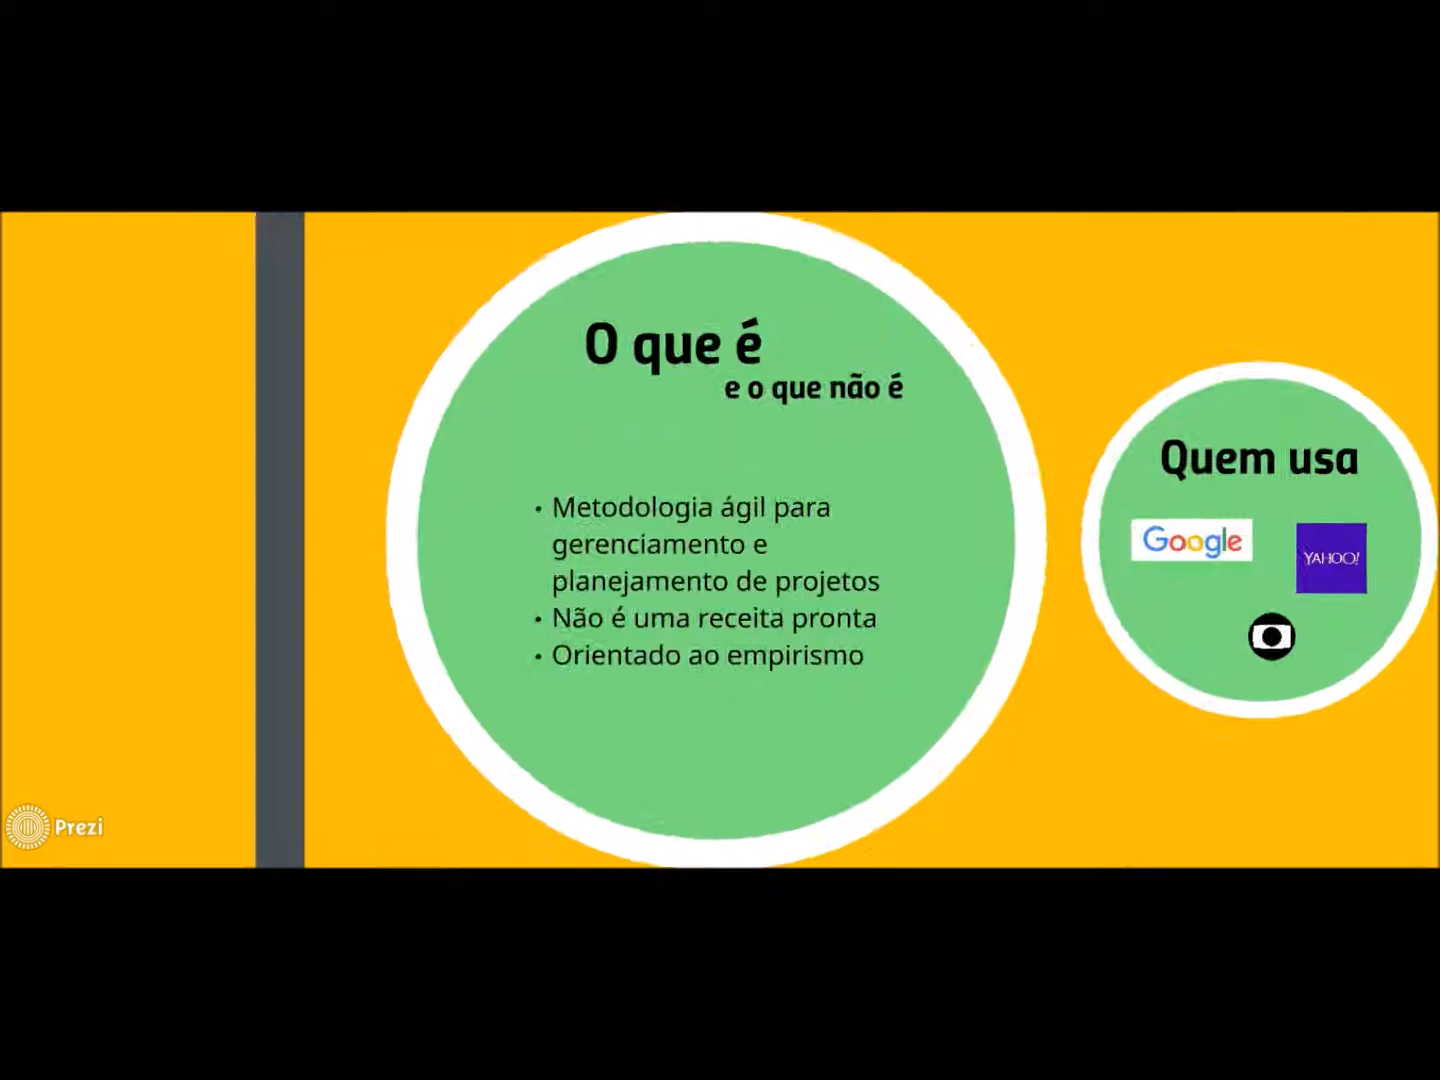 O que é
e o que não é
• Metodologia ágil para
gerenciamento e
planejamento de projetos
• Não é uma receita pronta
• Orientado ao empirismo
Quem usa
Google
YAHOO!
Prezi